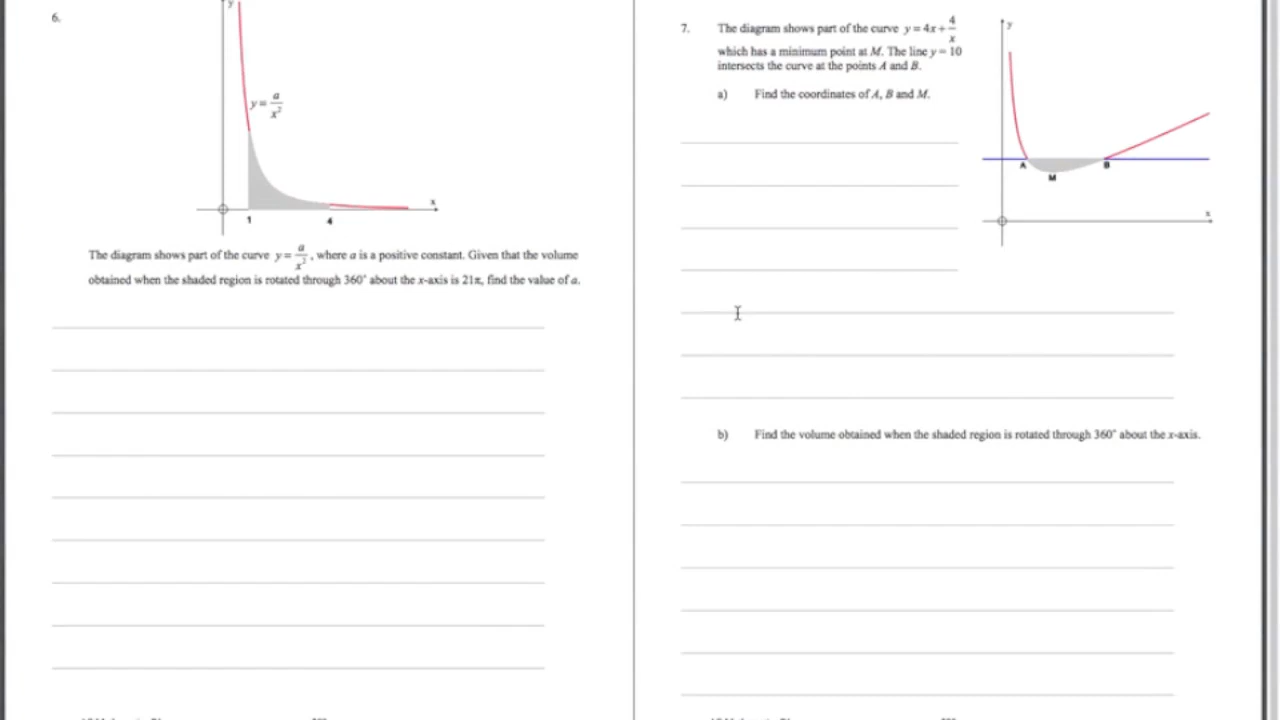 6.
y
y = a/x²
x
1
4
The diagram shows part of the curve y = a/x², where a is a positive constant. Given that the volume
obtained when the shaded region is rotated through 360° about the x-axis is 21π, find the value of a.
7. The diagram shows part of the curve y = 4x + 4/x
which has a minimum point at M. The line y = 10
intersects the curve at the points A and B.
a) Find the coordinates of A, B and M.
y
A
B
M
x
b) Find the volume obtained when the shaded region is rotated through 360° about the x-axis.